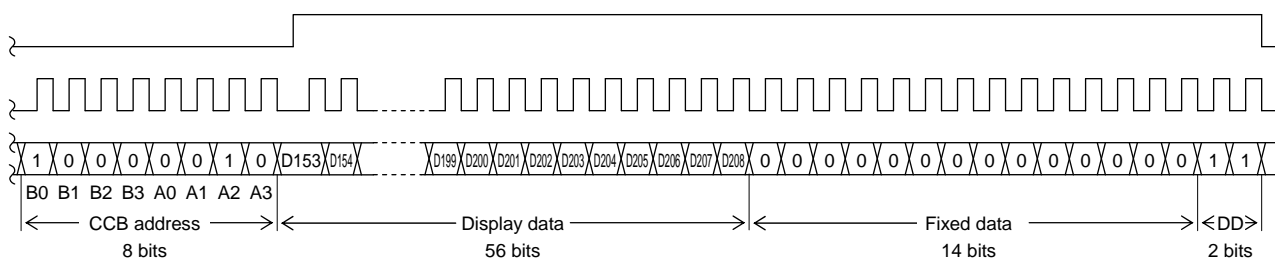 1 0 0 0 0 0 1 0 D153 D154 D199 D200 D201 D202 D203 D204 D205 D206 D207 D208 0 0 0 0 0 0 0 0 0 0 0 0 0 0 1 1
B0 B1 B2 B3 A0 A1 A2 A3
CCB address Display data Fixed data DD
8 bits 56 bits 14 bits 2 bits